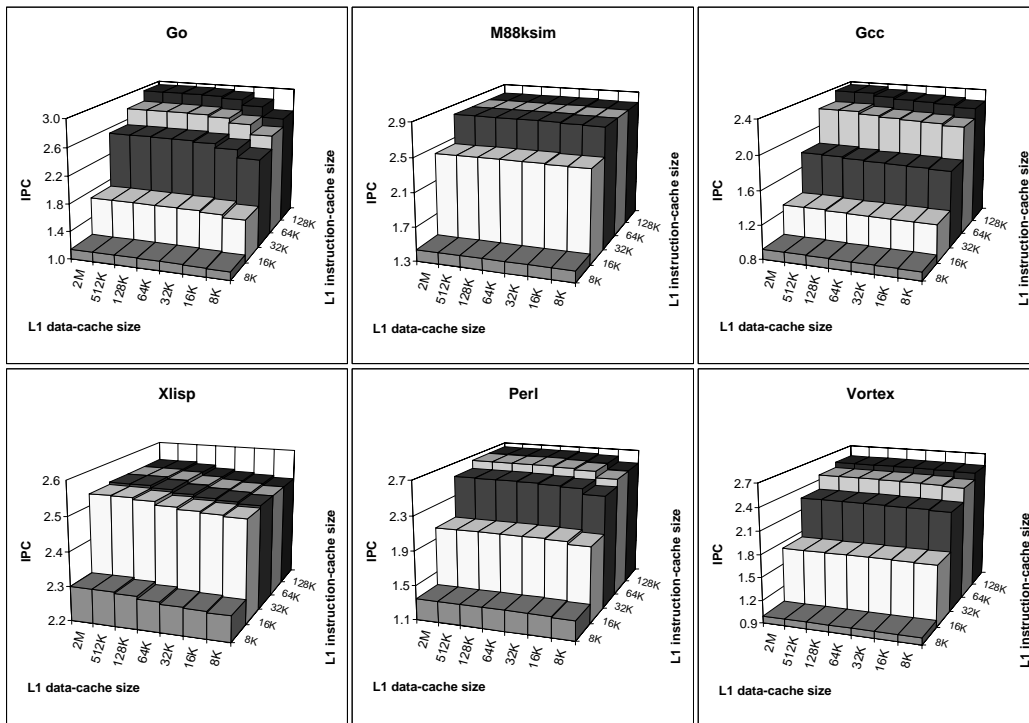 Go
3.0
2.6
2.2
1.8
1.4
1.0
IPC
2M
512K
128K
64K
32K
16K
8K
8K
16K
32K
64K
128K
L1 instruction-cache size
L1 data-cache size
M88ksim
2.9
2.5
2.1
1.7
1.3
IPC
2M
512K
128K
64K
32K
16K
8K
8K
16K
32K
64K
128K
L1 instruction-cache size
L1 data-cache size
Gcc
2.4
2.0
1.6
1.2
0.8
IPC
2M
512K
128K
64K
32K
16K
8K
8K
16K
32K
64K
128K
L1 instruction-cache size
L1 data-cache size
Xlisp
2.6
2.5
2.4
2.3
2.2
IPC
2M
512K
128K
64K
32K
16K
8K
8K
16K
32K
64K
128K
L1 instruction-cache size
L1 data-cache size
Perl
2.7
2.3
1.9
1.5
1.1
IPC
2M
512K
128K
64K
32K
16K
8K
8K
16K
32K
64K
128K
L1 instruction-cache size
L1 data-cache size
Vortex
2.7
2.4
2.1
1.8
1.5
1.2
0.9
IPC
2M
512K
128K
64K
32K
16K
8K
8K
16K
32K
64K
128K
L1 instruction-cache size
L1 data-cache size